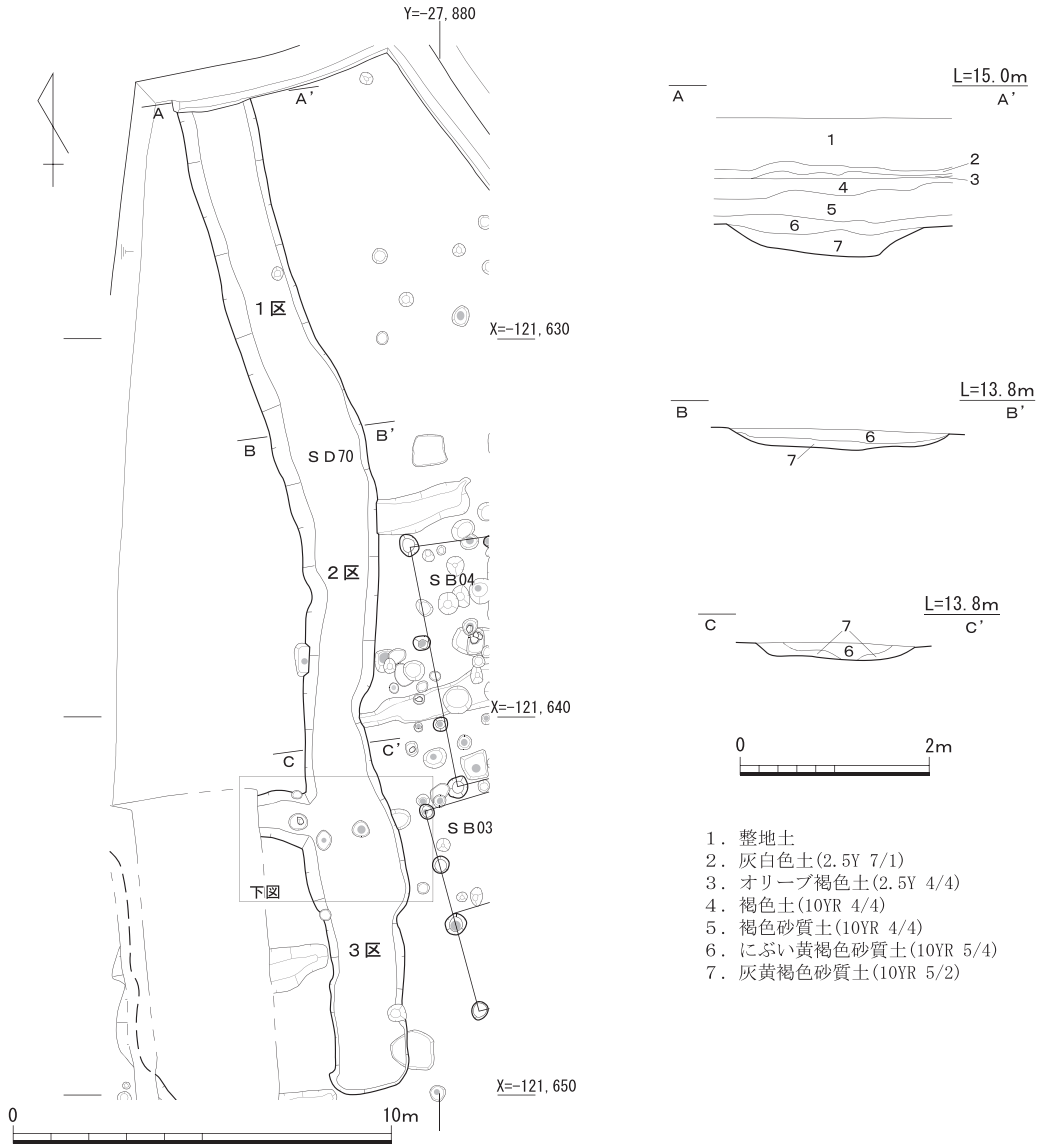 Y=-27,880
A
A'
1区
X=-121,630
B
B'
SD70
2区
SB04
X=-121,640
C
C'
SB03
下図
3区
X=-121,650
0
10m
L=15.0m
A
A'
1
2
3
4
5
6
7
L=13.8m
B
B'
6
7
L=13.8m
C
C'
7
6
0
2m
1. 整地土
2. 灰白色土(2.5Y 7/1)
3. オリーブ褐色土(2.5Y 4/4)
4. 褐色土(10YR 4/4)
5. 褐色砂質土(10YR 4/4)
6. にぶい黄褐色砂質土(10YR 5/4)
7. 灰黄褐色砂質土(10YR 5/2)